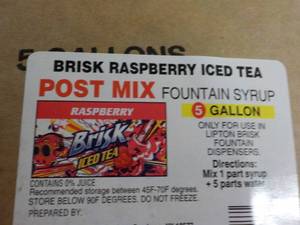 5 GALLONS
BRISK RASPBERRY ICED TEA
POST MIX FOUNTAIN SYRUP
RASPBERRY
Brisk
ICED TEA
5 GALLON
ONLY FOR USE IN
LIPTON BRISK
FOUNTAIN
DISPENSERS.
Directions:
Mix 1 part syrup
+ 5 parts water
CONTAINS 0% JUICE
Recommended storage between 45F-70F degrees.
STORE BELOW 90F DEGREES. DO NOT FREEZE.
PREPARED BY: